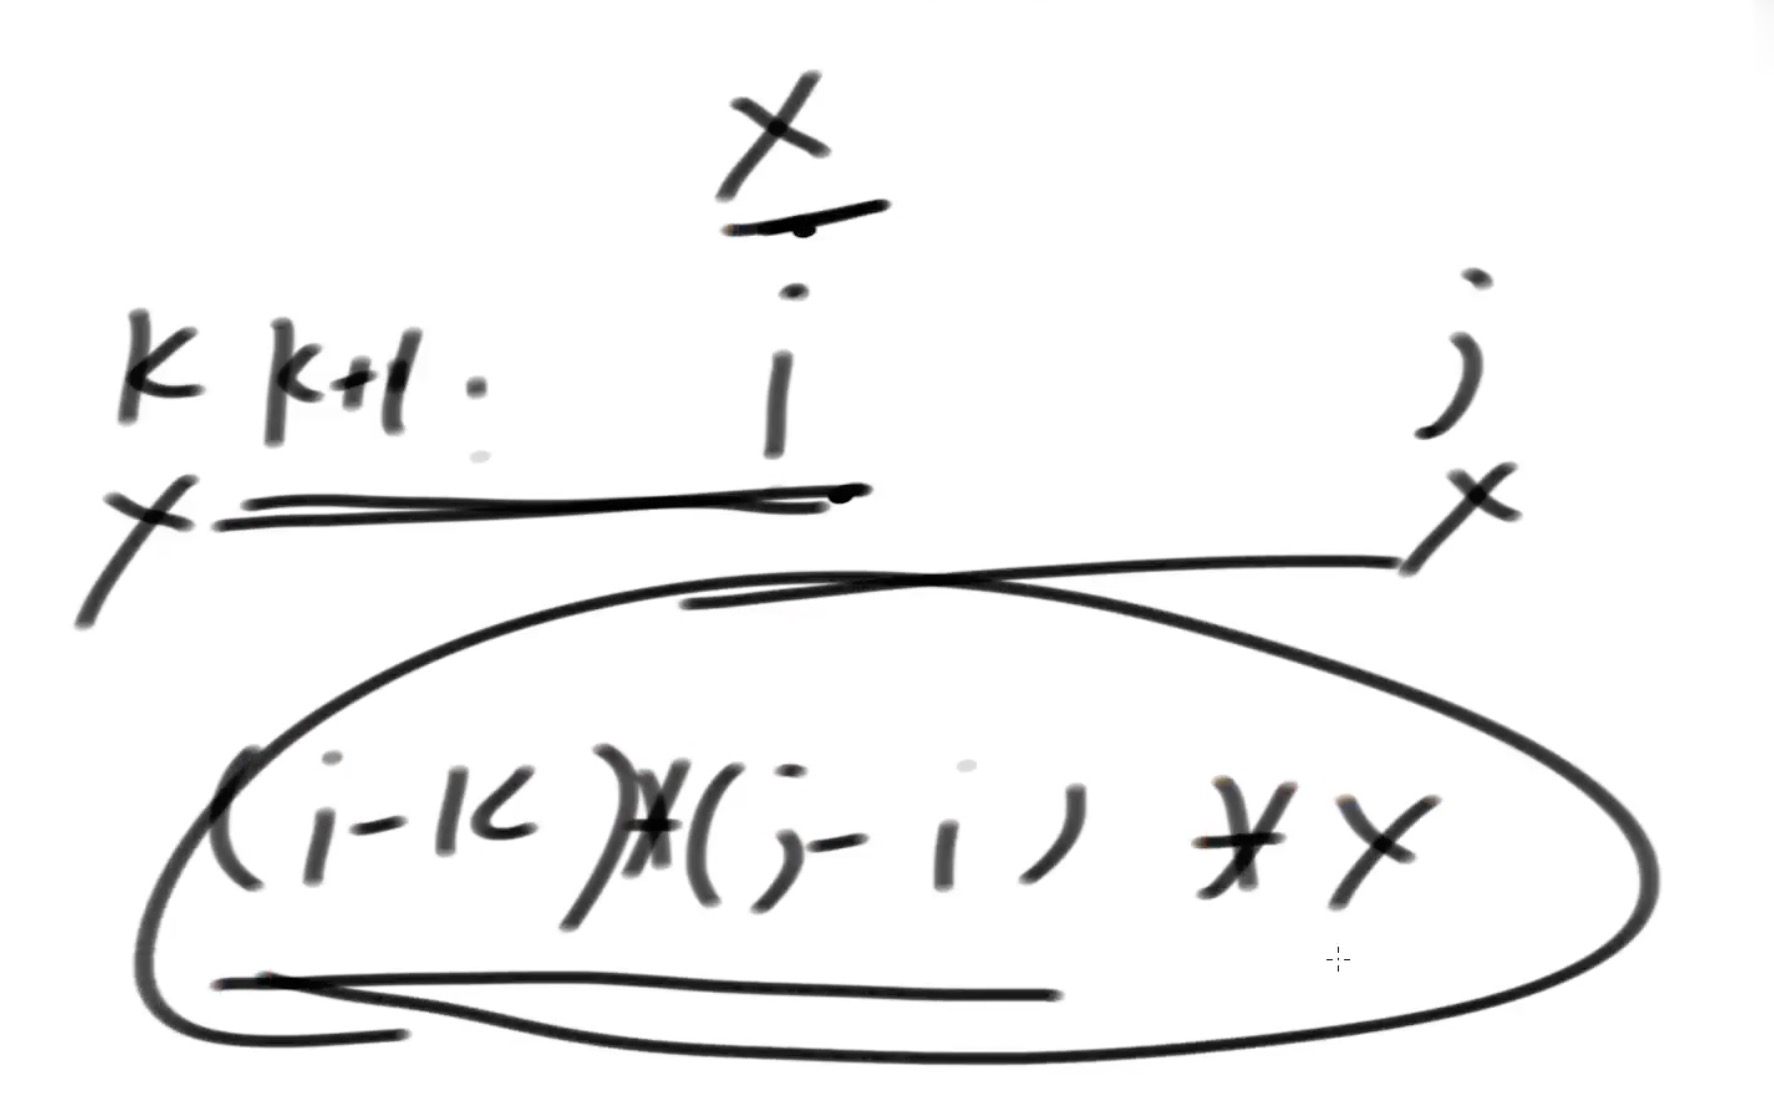 x
k k+1 . i j
x x
(i-k)*(j-i) * x